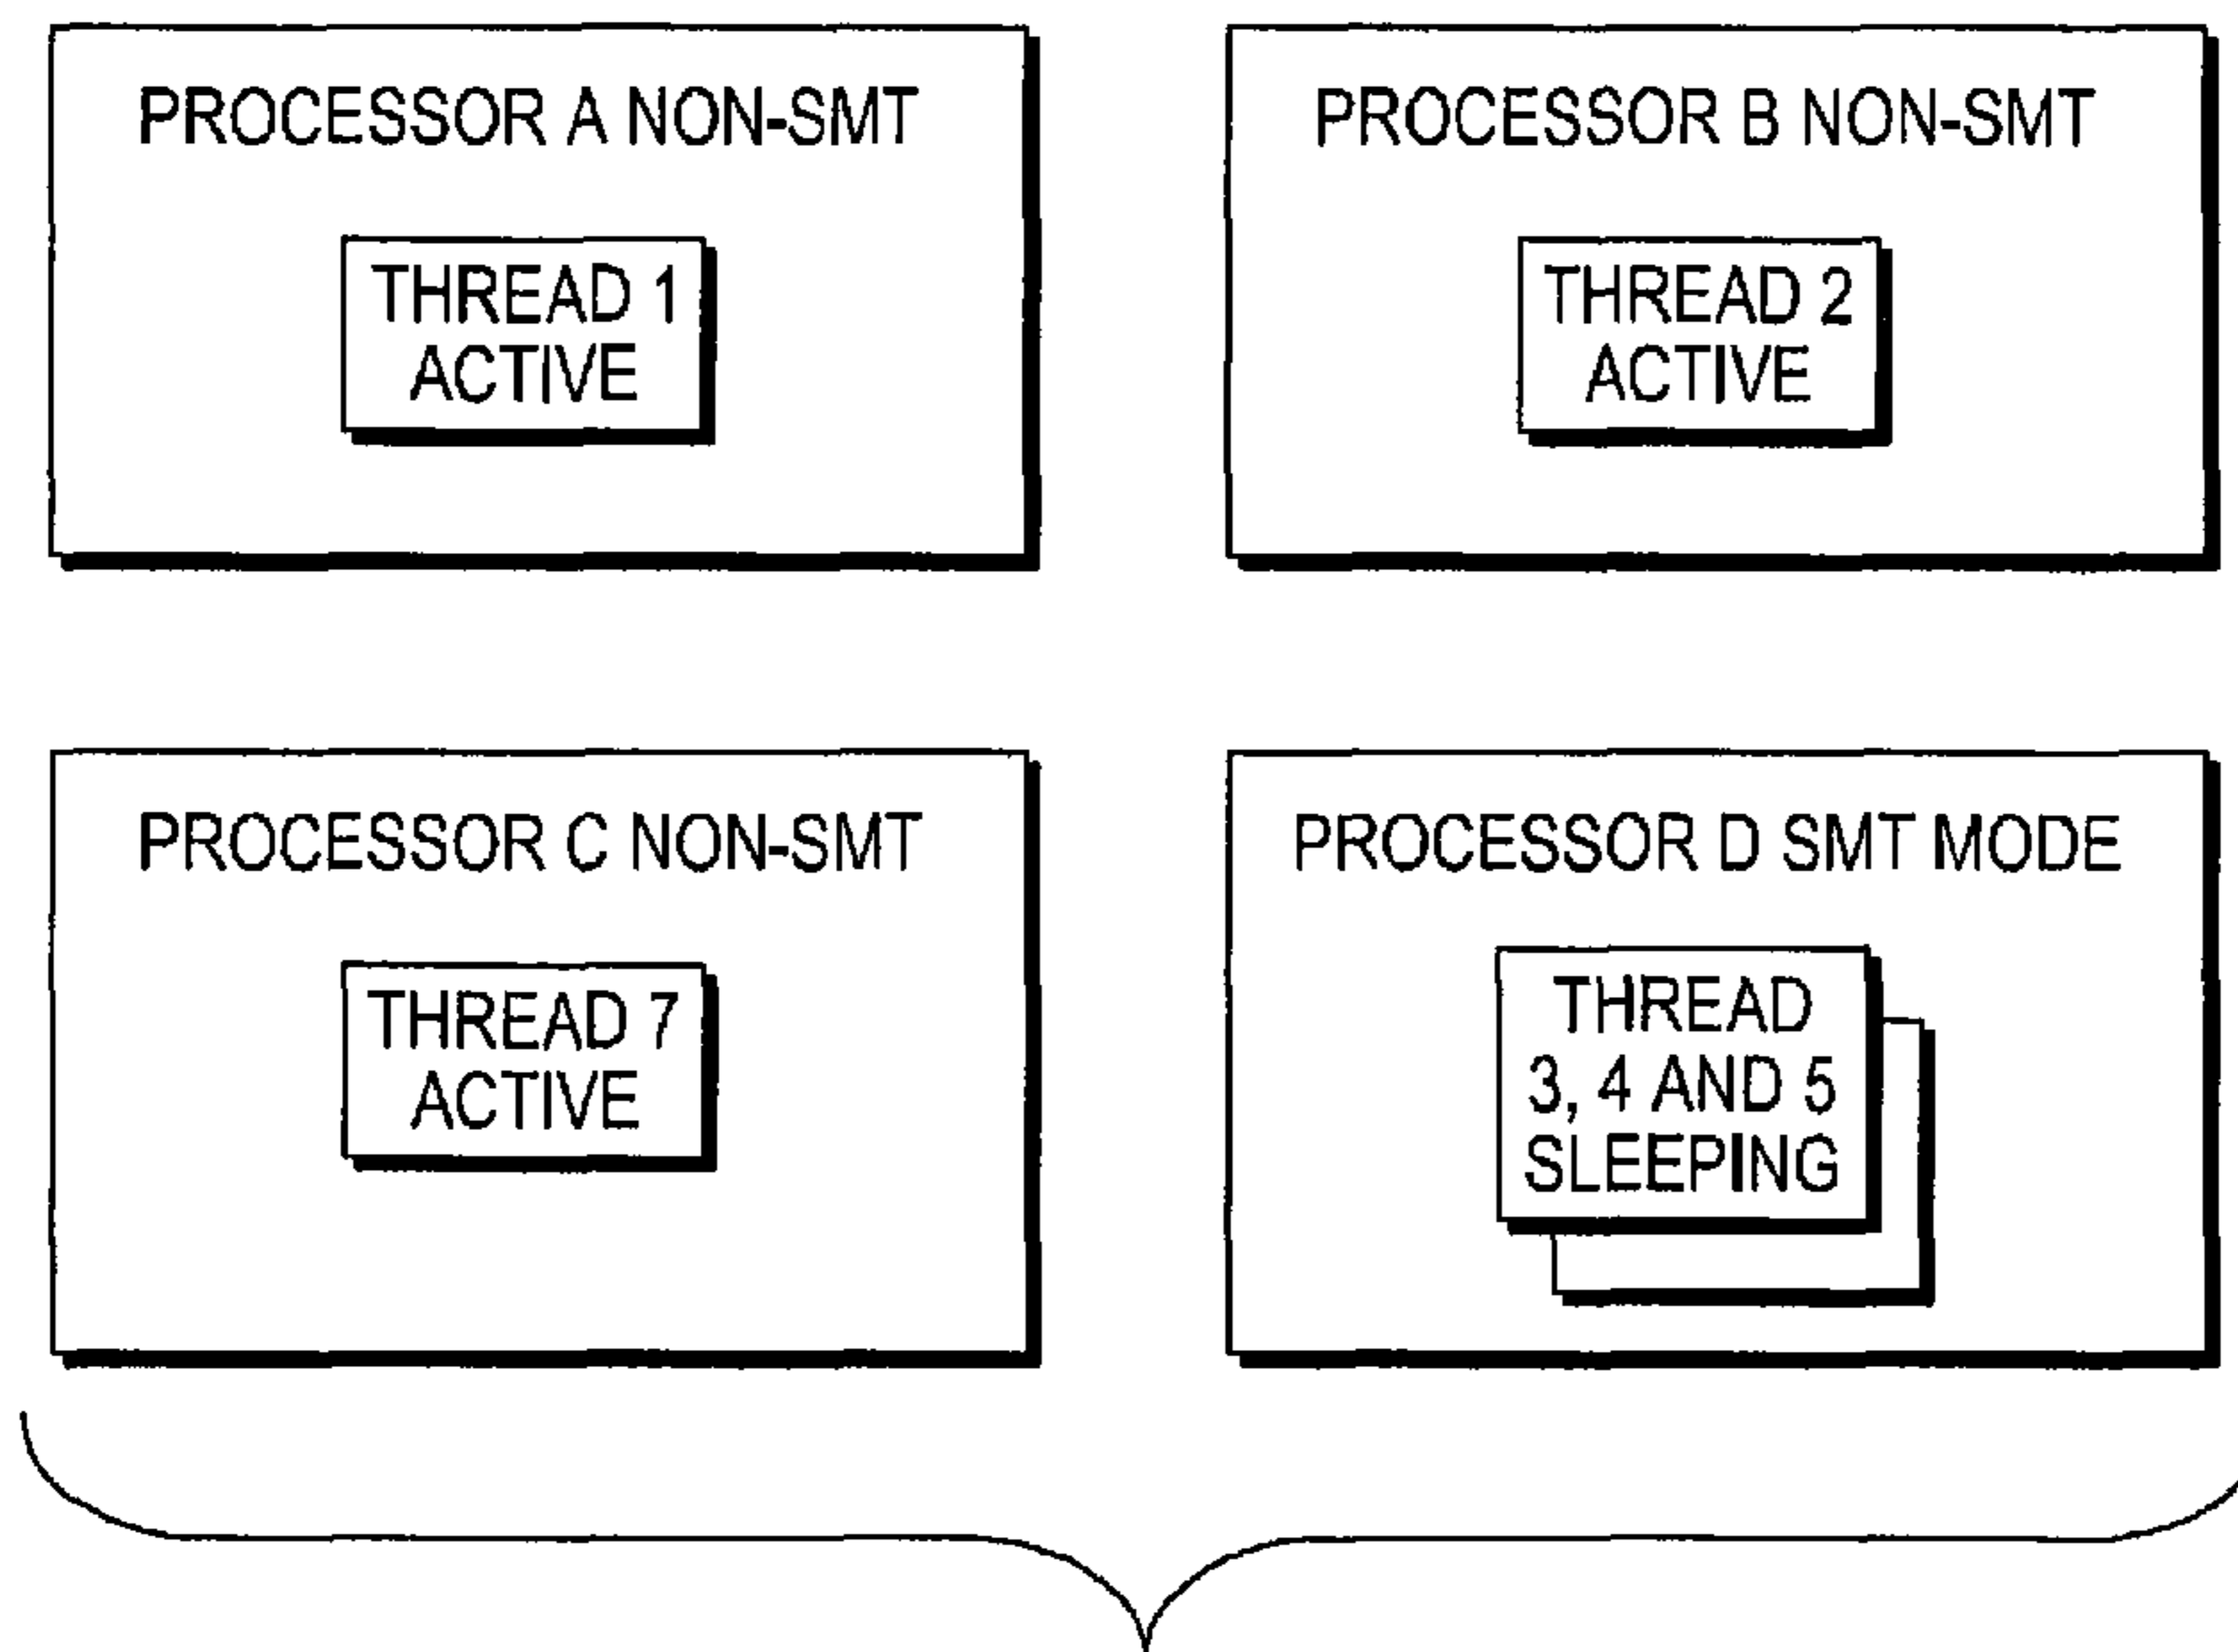 PROCESSOR A NON-SMT
THREAD 1
ACTIVE
PROCESSOR B NON-SMT
THREAD 2
ACTIVE
PROCESSOR C NON-SMT
THREAD 7
ACTIVE
PROCESSOR D SMT MODE
THREAD
3, 4 AND 5
SLEEPING